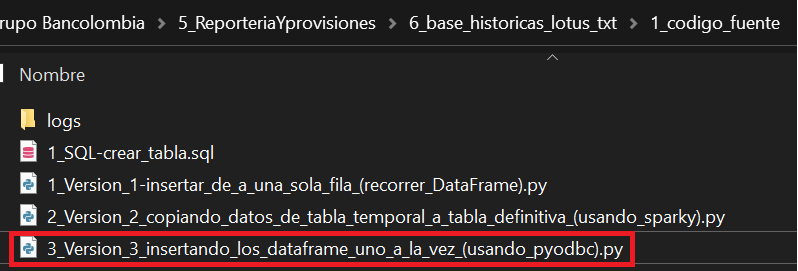 rupo Bancolombia > 5_ReporteriaYprovisiones > 6_base_historicas_lotus_txt > 1_codigo_fuente
Nombre
logs
1_SQL-crear_tabla.sql
1_Version_1-insertar_de_a_una_sola_fila_(recorrer_DataFrame).py
2_Version_2_copiando_datos_de_tabla_temporal_a_tabla_definitiva_(usando_sparky).py
3_Version_3_insertando_los_dataframe_uno_a_la_vez_(usando_pyodbc).py